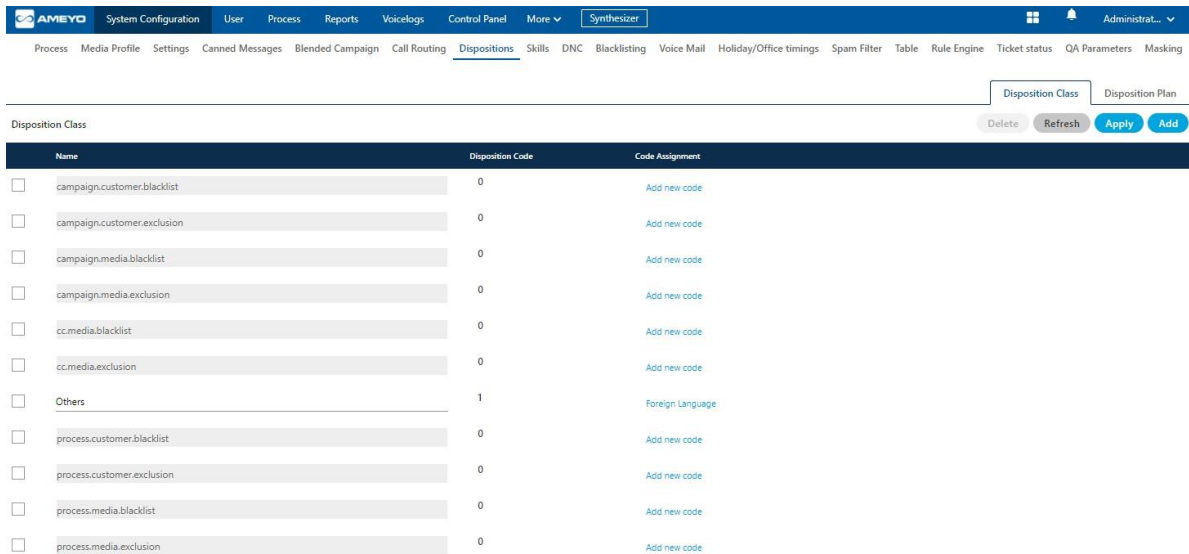 AMEYO System Configuration User Process Reports Voicelogs Control Panel More Synthesizer Administrat...
Process Media Profile Settings Canned Messages Blended Campaign Call Routing Dispositions Skills DNC Blacklisting Voice Mail Holiday/Office timings Spam Filter Table Rule Engine Ticket status QA Parameters Masking
Disposition Class Disposition Plan
Disposition Class Delete Refresh Apply Add
Name Disposition Code Code Assignment
campaign.customer.blacklist 0 Add new code
campaign.customer.exclusion 0 Add new code
campaign.media.blacklist 0 Add new code
campaign.media.exclusion 0 Add new code
cc.media.blacklist 0 Add new code
cc.media.exclusion 0 Add new code
Others 1 Foreign Language
process.customer.blacklist 0 Add new code
process.customer.exclusion 0 Add new code
process.media.blacklist 0 Add new code
process.media.exclusion 0 Add new code